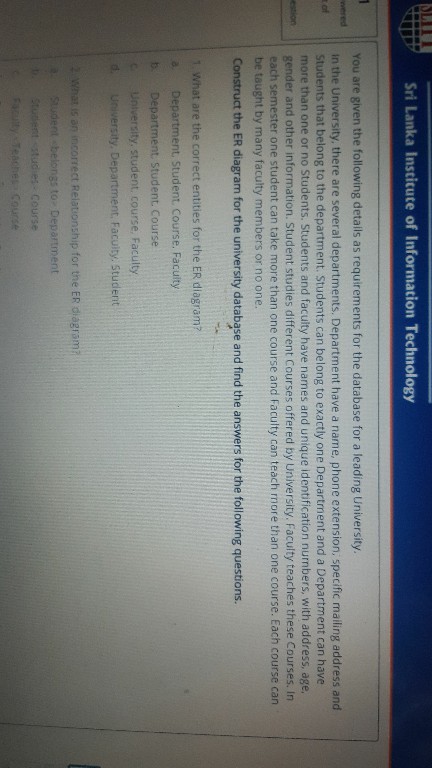 SLIIT
Sri Lanka Institute of Information Technology
1
You are given the following details as requirements for the database for a leading University.
In the University, there are several departments. Department have a name, phone extension, specific mailing address and
Students that belong to the department. Students can belong to exactly one Department and a Department can have
more than one or no Students. Students and faculty have names and unique identification numbers, with address, age,
gender and other information. Student studies different Courses offered by University. Faculty teaches these Courses. In
each semester one student can take more than one course and Faculty can teach more than one course. Each course can
be taught by many faculty members or no one.
Construct the ER diagram for the university database and find the answers for the following questions.
1. What are the correct entities for the ER diagram?
a. Department, Student, Course, Faculty
b. Department, Student, Course
c. University, student, course, Faculty
d. University, Department, Faculty, Student
2. What is an incorrect Relationship for the ER diagram?
a. Student <belongs to> Department
b. Student <studies> Course
c. Faculty <Teaches> Course